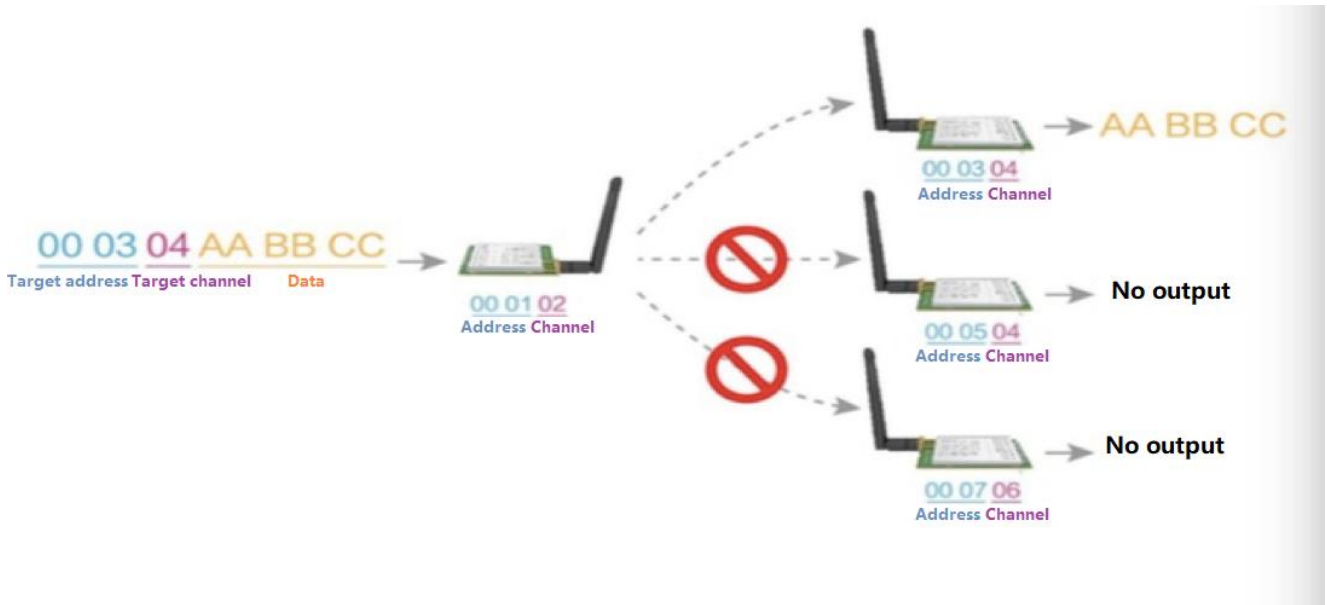 00 03 04 AA BB CC
Target address Target channel Data
00 01 02
Address Channel
AA BB CC
00 03 04
Address Channel
No output
00 05 04
Address Channel
No output
00 07 06
Address Channel